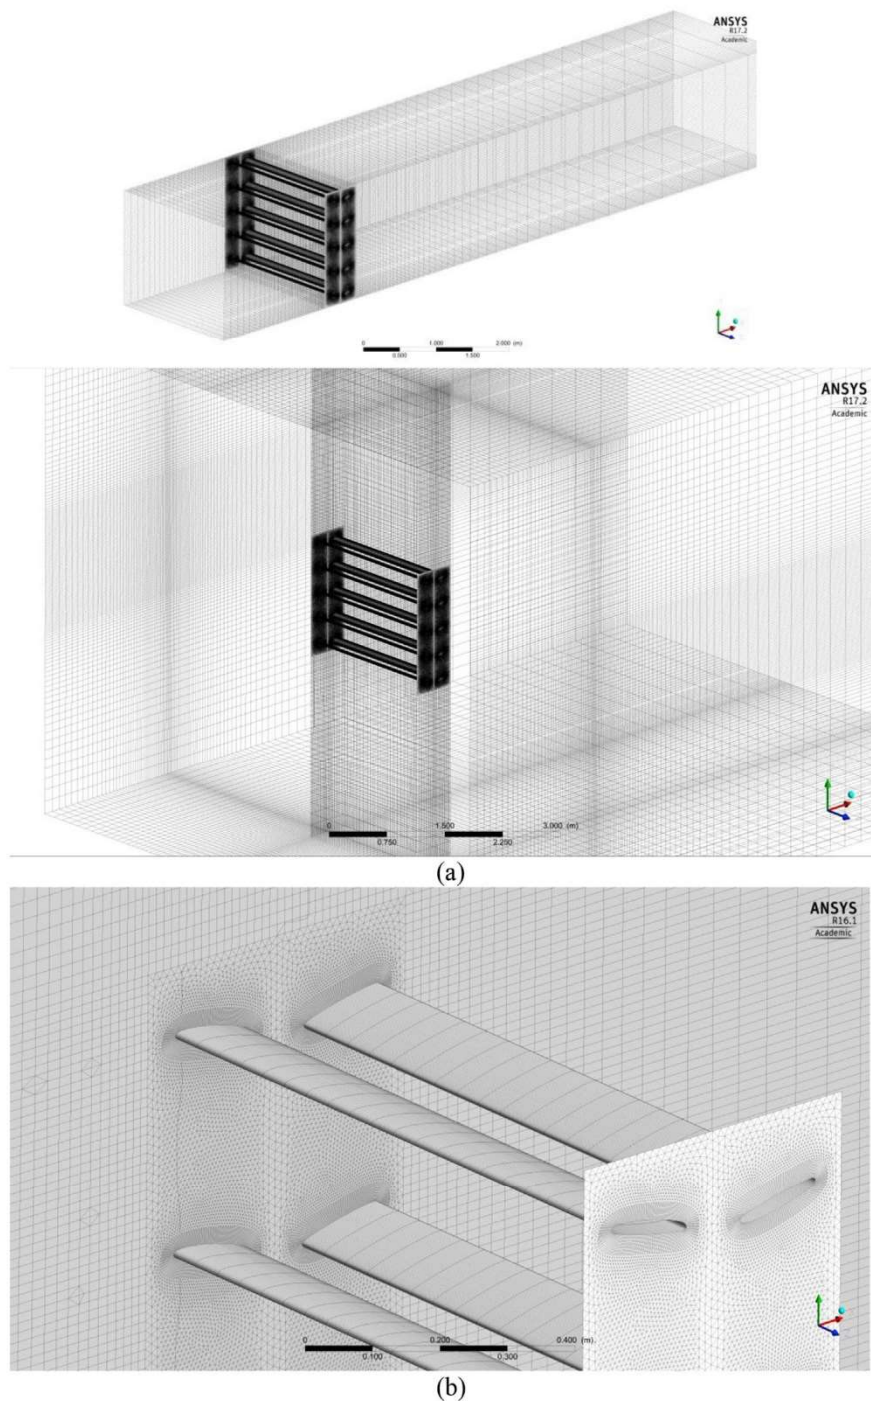 ANSYS
R17.2
Academic
0 1.000 2.000 (m)
0.500 1.500
ANSYS
R17.2
Academic
0 1.500 3.000 (m)
0.750 2.250
(a)
ANSYS
R16.1
Academic
0 0.200 0.400 (m)
0.100 0.300
(b)